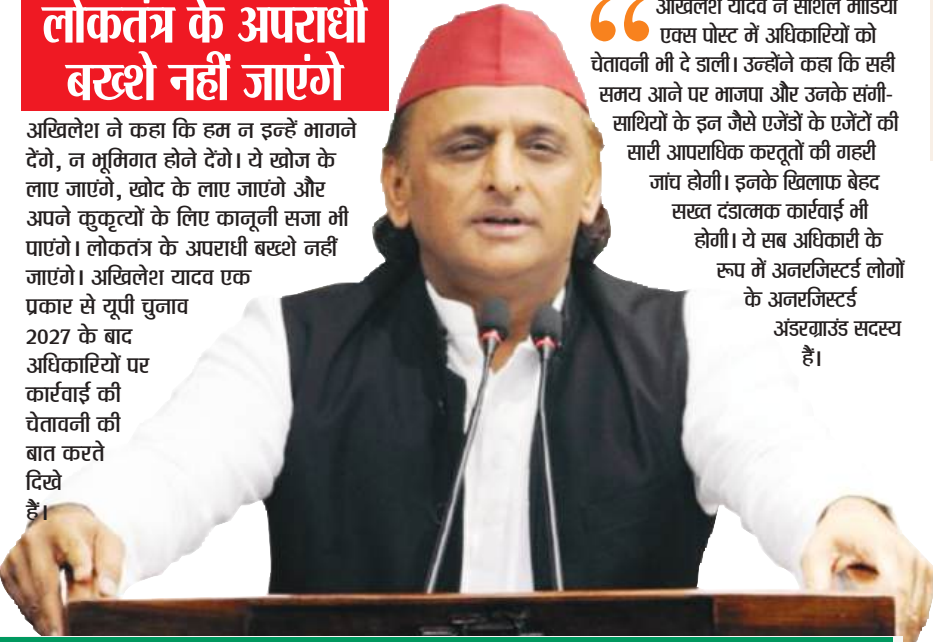 लोकतंत्र के अपराधी
बख्शे नहीं जाएंगे
अखिलेश ने कहा कि हम न इन्हें भागने
देंगे, न भूमिगत होने देंगे। ये खोज के
लाए जाएंगे, खोद के लाए जाएंगे और
अपने कुकृत्यों के लिए कानूनी सजा भी
पाएंगे। लोकतंत्र के अपराधी बख्शे नहीं
जाएंगे। अखिलेश यादव एक
प्रकार से यूपी चुनाव
2027 के बाद
अधिकारियों पर
कार्रवाई की
चेतावनी की
बात करते
दिखे
हैं।
“
अखिलेश यादव ने सोशल मीडिया
एक्स पोस्ट में अधिकारियों को
चेतावनी भी दे डाली। उन्होंने कहा कि सही
समय आने पर भाजपा और उनके संगी-
साथियों के इन जैसे एजेंडों के एजेंटों की
सारी आपराधिक करतूतों की गहरी
जांच होगी। इनके खिलाफ बेहद
सख्त दंडात्मक कार्रवाई भी
होगी। ये सब अधिकारी के
रूप में अनरजिस्टर्ड लोगों
के अनरजिस्टर्ड
अंडरग्राउंड सदस्य
हैं।